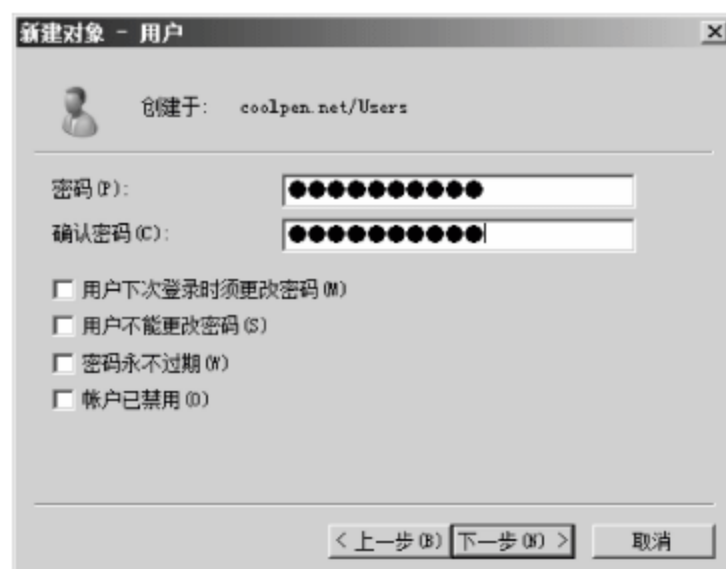 新建对象 - 用户
创建于: coolpen.net/Users
密码(P):
●●●●●●●●●●
确认密码(C):
●●●●●●●●●●
用户下次登录时须更改密码(M)
用户不能更改密码(S)
密码永不过期(W)
帐户已禁用(O)
< 上一步(B) 下一步(N) > 取消